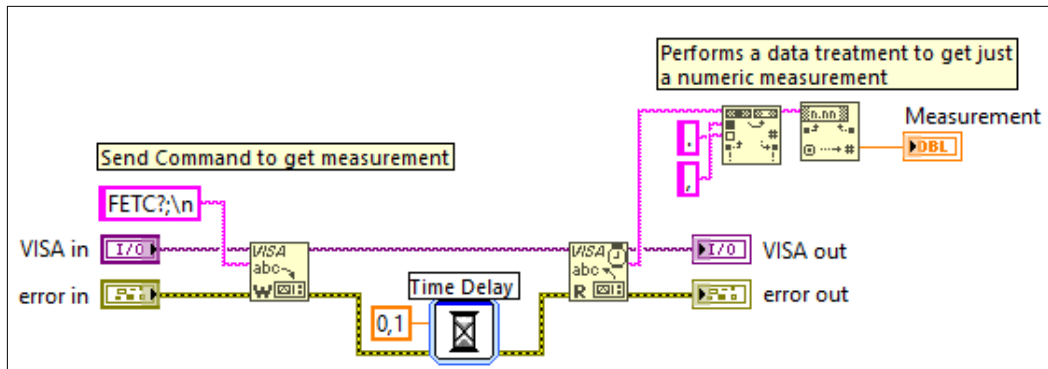 Performs a data treatment to get just
a numeric measurement
n.nn
#
#
Measurement
DBL
.
,
Send Command to get measurement
FETC?;\n
VISA in
I/O
VISA
abc
W
VISA
abc
R
I/O
VISA out
error in
error out
Time Delay
0,1